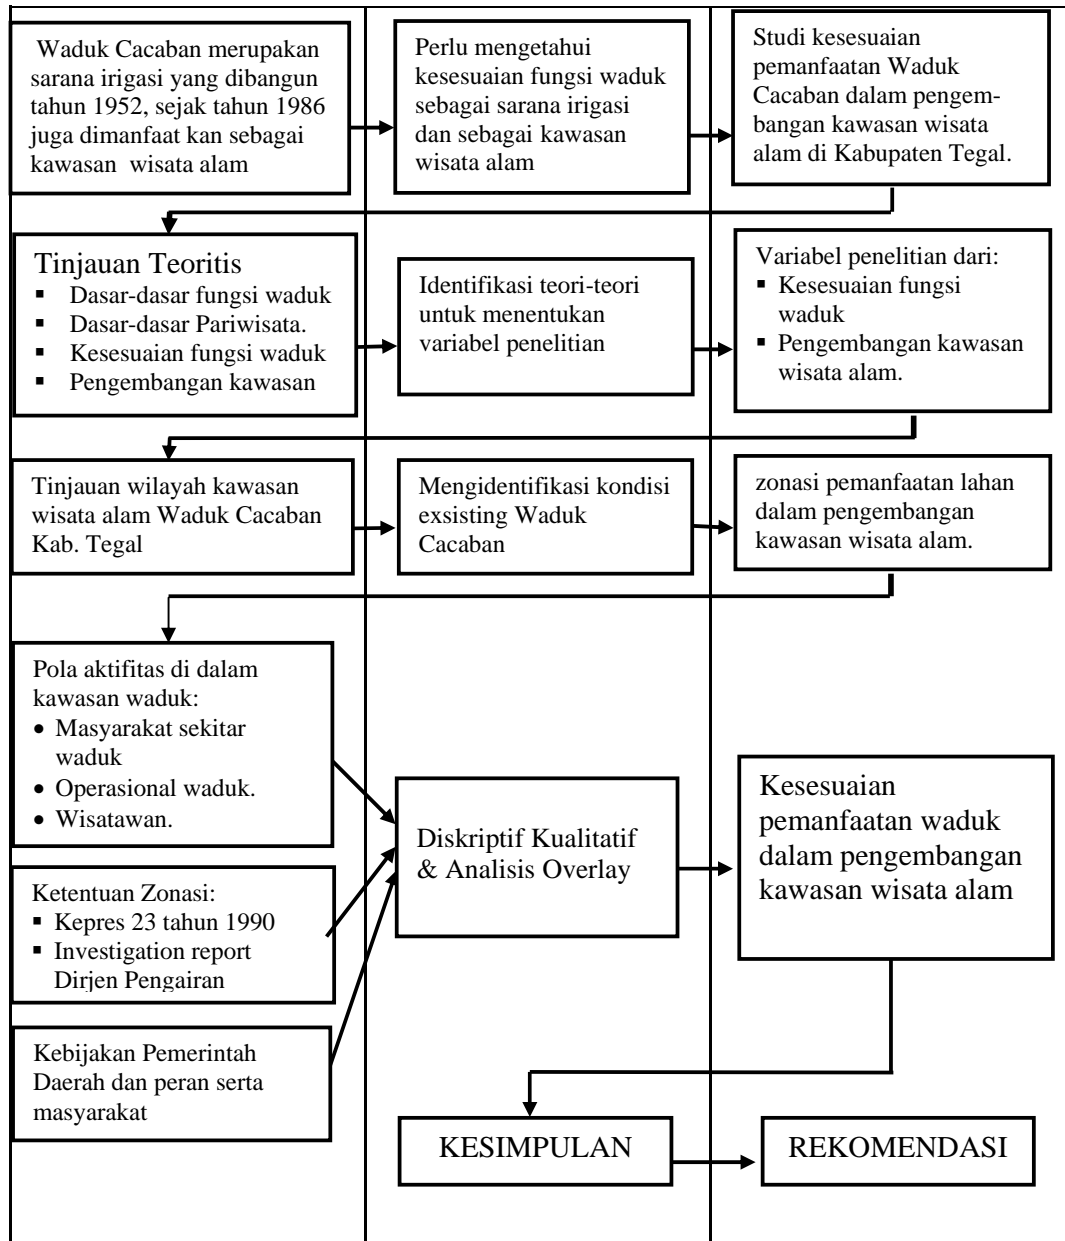 Waduk Cacaban merupakan
sarana irigasi yang dibangun
tahun 1952, sejak tahun 1986
juga dimanfaat kan sebagai
kawasan wisata alam
Perlu mengetahui
kesesuaian fungsi waduk
sebagai sarana irigasi
dan sebagai kawasan
wisata alam
Studi kesesuaian
pemanfaatan Waduk
Cacaban dalam pengem-
bangan kawasan wisata
alam di Kabupaten Tegal.
Tinjauan Teoritis
▪ Dasar-dasar fungsi waduk
▪ Dasar-dasar Pariwisata.
▪ Kesesuaian fungsi waduk
▪ Pengembangan kawasan
Identifikasi teori-teori
untuk menentukan
variabel penelitian
Variabel penelitian dari:
▪ Kesesuaian fungsi
waduk
▪ Pengembangan kawasan
wisata alam.
Tinjauan wilayah kawasan
wisata alam Waduk Cacaban
Kab. Tegal
Mengidentifikasi kondisi
exsisting Waduk
Cacaban
zonasi pemanfaatan lahan
dalam pengembangan
kawasan wisata alam.
Pola aktifitas di dalam
kawasan waduk:
• Masyarakat sekitar
waduk
• Operasional waduk.
• Wisatawan.
Ketentuan Zonasi:
▪ Kepres 23 tahun 1990
▪ Investigation report
Dirjen Pengairan
Kebijakan Pemerintah
Daerah dan peran serta
masyarakat
Diskriptif Kualitatif
& Analisis Overlay
Kesesuaian
pemanfaatan waduk
dalam pengembangan
kawasan wisata alam
KESIMPULAN
REKOMENDASI